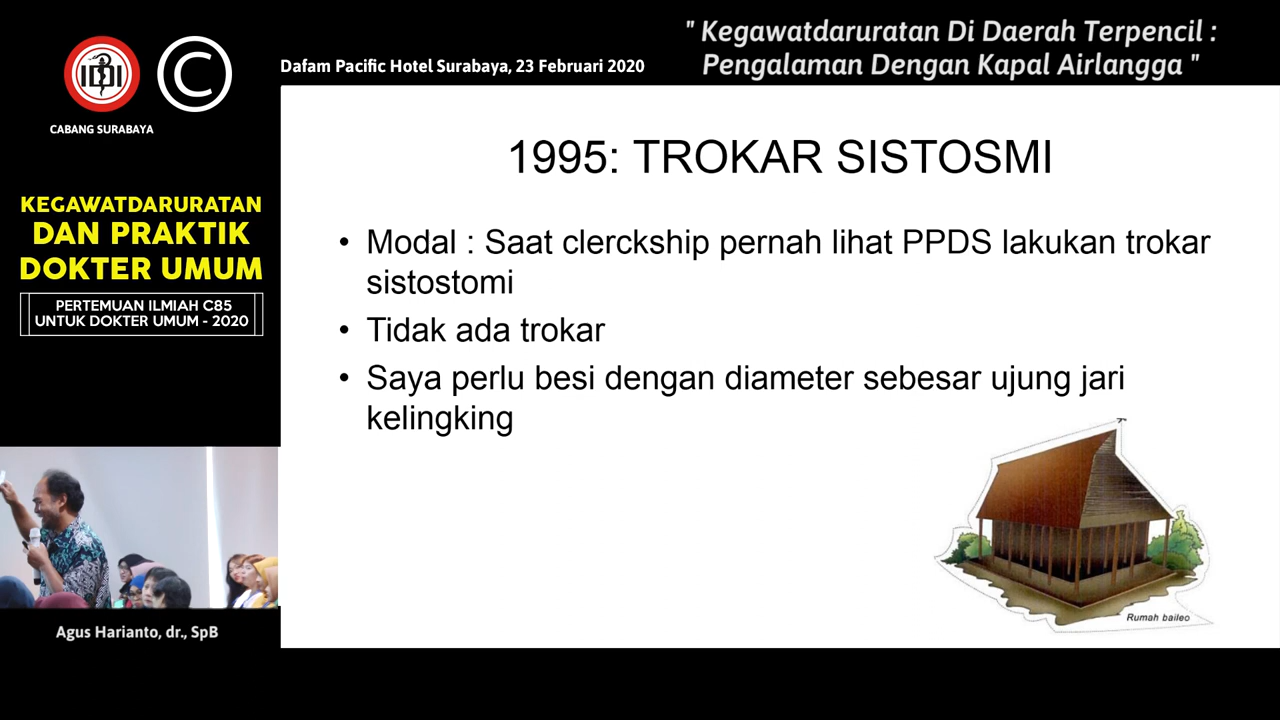 IDI
C
CABANG SURABAYA
Dafam Pacific Hotel Surabaya, 23 Februari 2020
" Kegawatdaruratan Di Daerah Terpencil :
Pengalaman Dengan Kapal Airlangga "
KEGAWATDARURATAN
DAN PRAKTIK
DOKTER UMUM
PERTEMUAN ILMIAH C85
UNTUK DOKTER UMUM - 2020
Agus Harianto, dr., SpB
1995: TROKAR SISTOSMI
• Modal : Saat clerckship pernah lihat PPDS lakukan trokar
sistostomi
• Tidak ada trokar
• Saya perlu besi dengan diameter sebesar ujung jari
kelingking
Rumah baileo